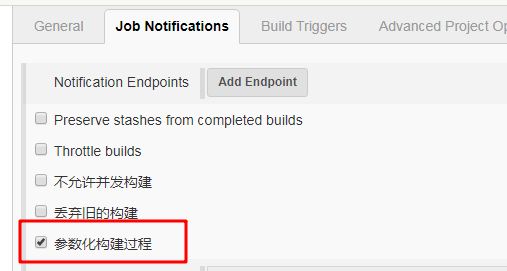 General Job Notifications Build Triggers Advanced Project Op
Notification Endpoints Add Endpoint
Preserve stashes from completed builds
Throttle builds
不允许并发构建
丢弃旧的构建
参数化构建过程